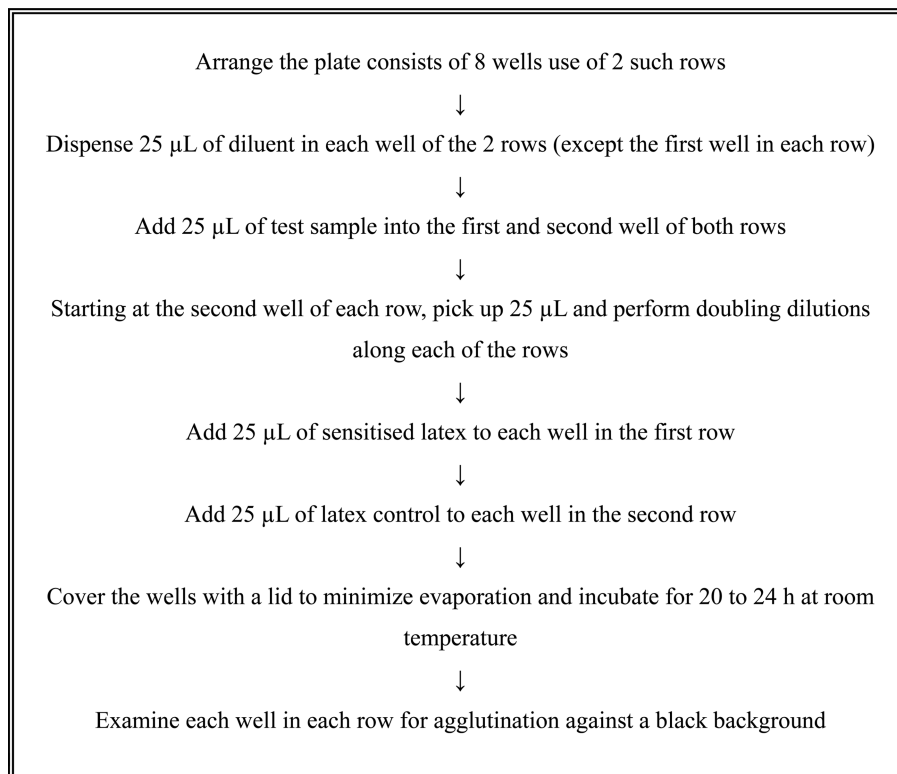 Arrange the plate consists of 8 wells use of 2 such rows
↓
Dispense 25 µL of diluent in each well of the 2 rows (except the first well in each row)
↓
Add 25 µL of test sample into the first and second well of both rows
↓
Starting at the second well of each row, pick up 25 µL and perform doubling dilutions
along each of the rows
↓
Add 25 µL of sensitised latex to each well in the first row
↓
Add 25 µL of latex control to each well in the second row
↓
Cover the wells with a lid to minimize evaporation and incubate for 20 to 24 h at room
temperature
↓
Examine each well in each row for agglutination against a black background